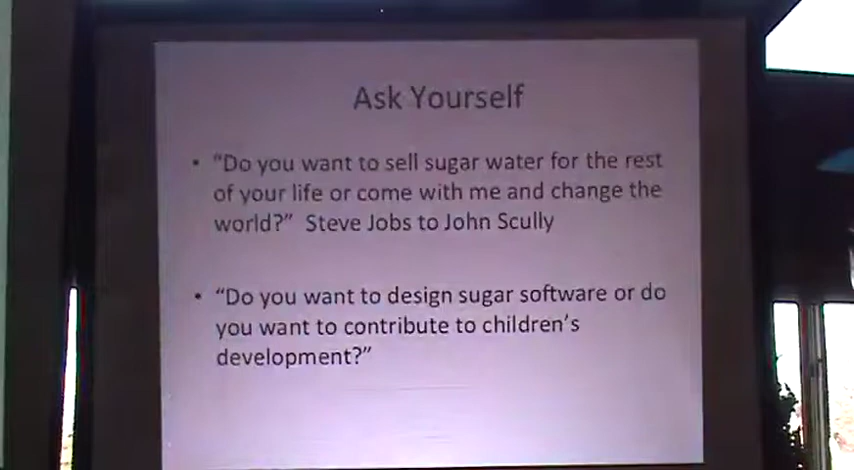 Ask Yourself
• "Do you want to sell sugar water for the rest
of your life or come with me and change the
world?"  Steve Jobs to John Scully
• "Do you want to design sugar software or do
you want to contribute to children's
development?"